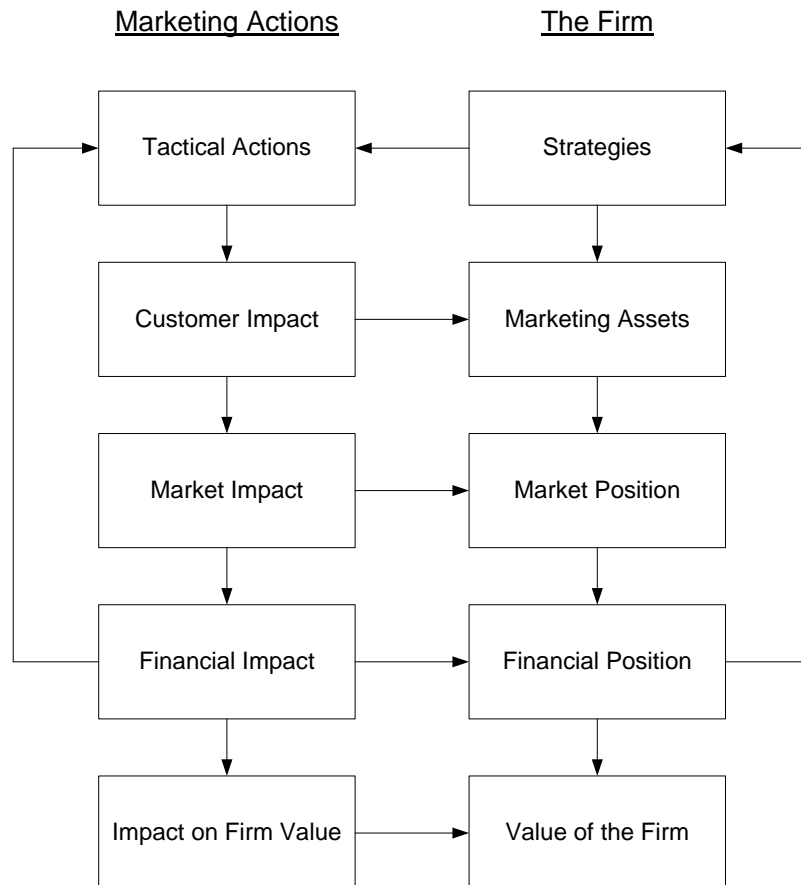 Marketing Actions
The Firm
Tactical Actions
Strategies
Customer Impact
Marketing Assets
Market Impact
Market Position
Financial Impact
Financial Position
Impact on Firm Value
Value of the Firm